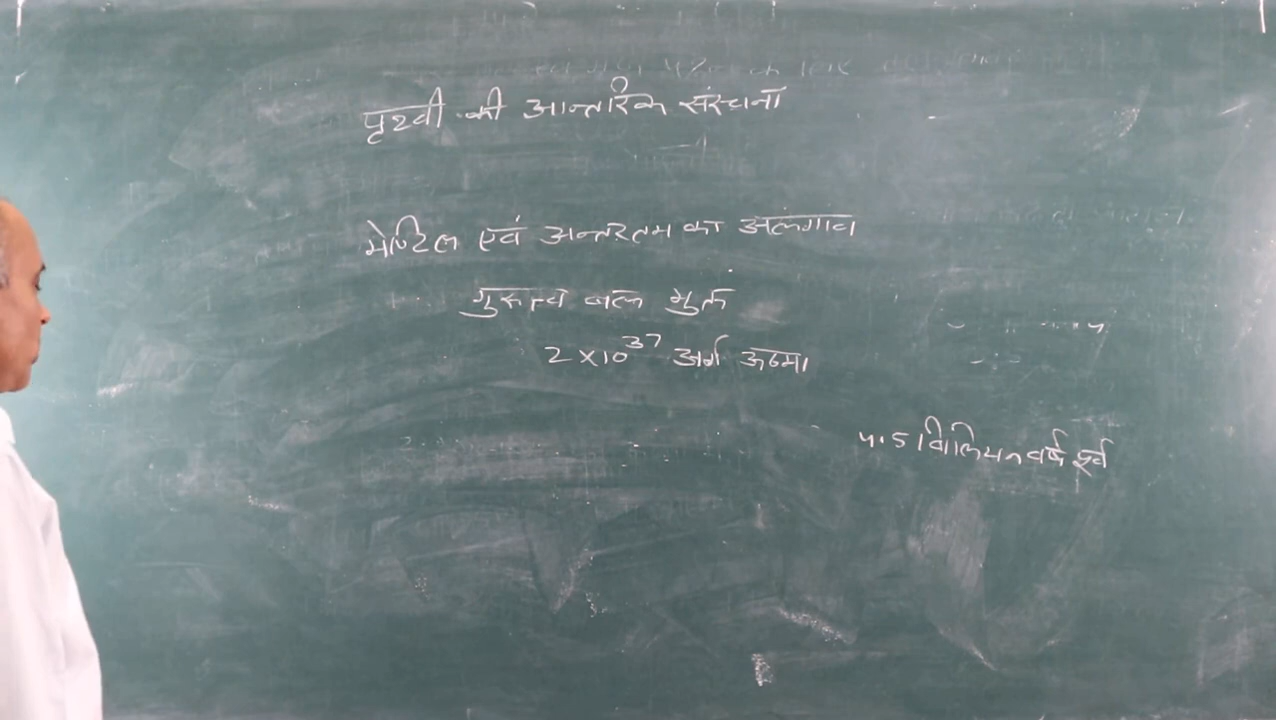 पृथ्वी की आन्तरिक संरचना
मेण्टिल एवं अन्तरतम का अलगाव
गुरुत्व बल मुक्त
2 x 10³⁷ अर्ग ऊष्मा
4.5 बिलियन वर्ष पूर्व